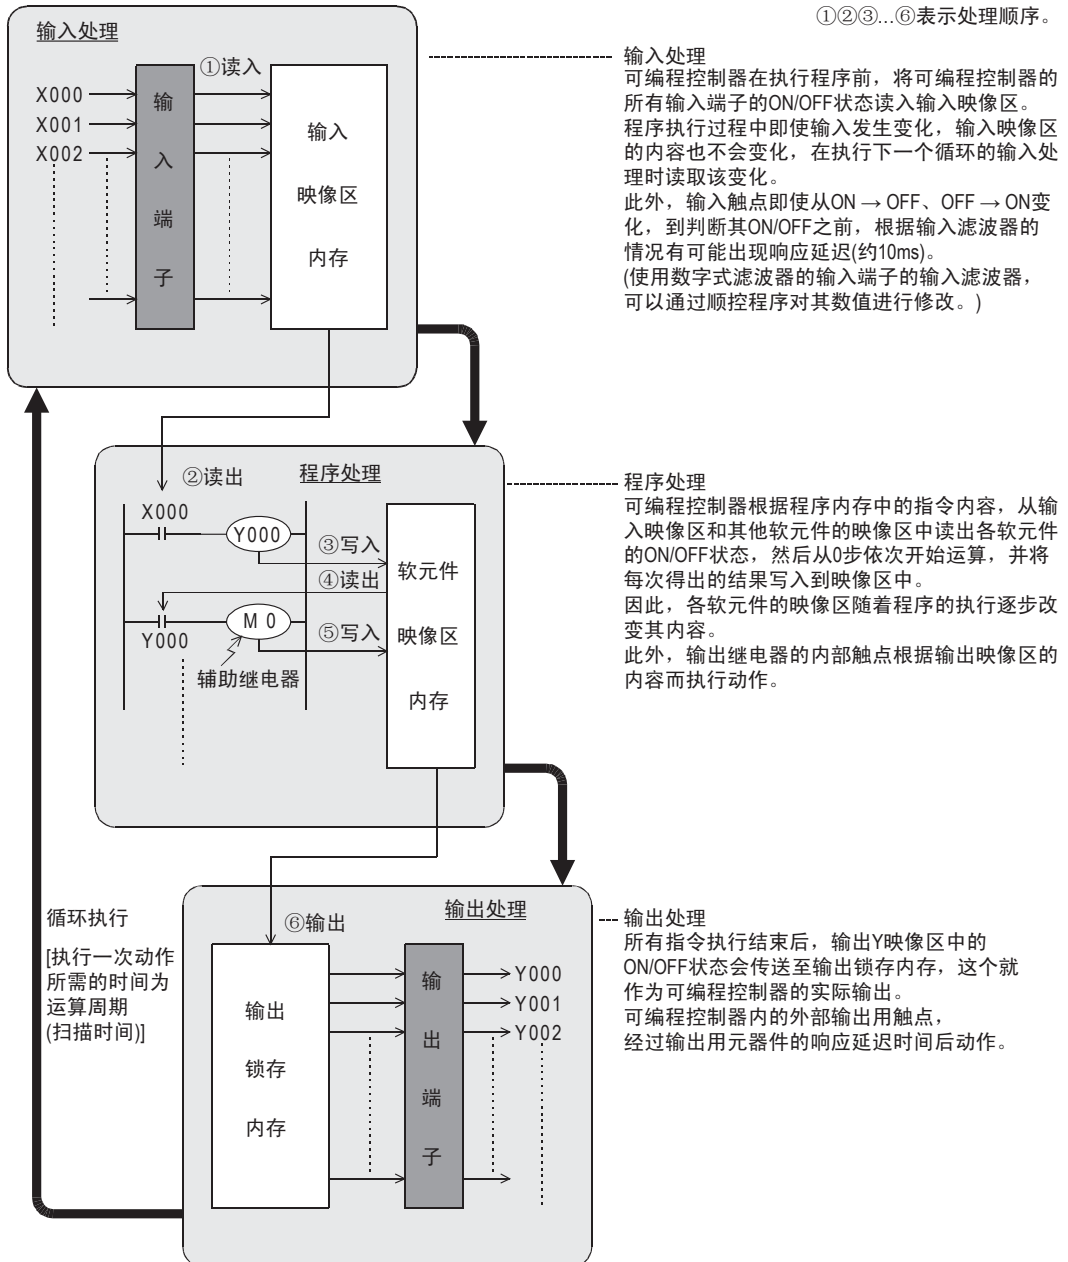 ①②③...⑥表示处理顺序。
输入处理
①读入
X000
X001
X002
输
入
端
子
输入
映像区
内存
输入处理
可编程控制器在执行程序前，将可编程控制器的
所有输入端子的ON/OFF状态读入输入映像区。
程序执行过程中即使输入发生变化，输入映像区
的内容也不会变化，在执行下一个循环的输入处
理时读取该变化。
此外，输入触点即使从ON → OFF、OFF → ON变
化，到判断其ON/OFF之前，根据输入滤波器的
情况有可能出现响应延迟(约10ms)。
(使用数字式滤波器的输入端子的输入滤波器，
可以通过顺控程序对其数值进行修改。)
②读出
程序处理
X000
Y000
③写入
④读出
M 0
Y000
⑤写入
辅助继电器
软元件
映像区
内存
程序处理
可编程控制器根据程序内存中的指令内容，从输
入映像区和其他软元件的映像区中读出各软元件
的ON/OFF状态，然后从0步依次开始运算，并将
每次得出的结果写入到映像区中。
因此，各软元件的映像区随着程序的执行逐步改
变其内容。
此外，输出继电器的内部触点根据输出映像区的
内容而执行动作。
循环执行
[执行一次动作
所需的时间为
运算周期
(扫描时间)]
⑥输出
输出处理
输出
锁存
内存
输
出
端
子
Y000
Y001
Y002
输出处理
所有指令执行结束后，输出Y映像区中的
ON/OFF状态会传送至输出锁存内存，这个就
作为可编程控制器的实际输出。
可编程控制器内的外部输出用触点，
经过输出用元器件的响应延迟时间后动作。